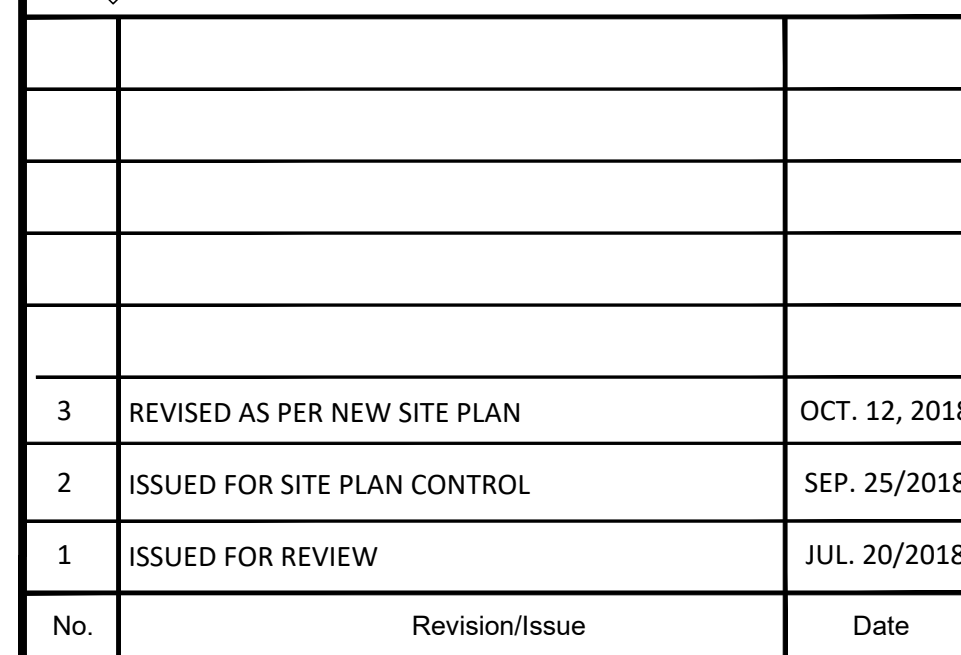 3 REVISED AS PER NEW SITE PLAN OCT. 12, 2018
2 ISSUED FOR SITE PLAN CONTROL SEP. 25/2018
1 ISSUED FOR REVIEW JUL. 20/2018
No. Revision/Issue Date